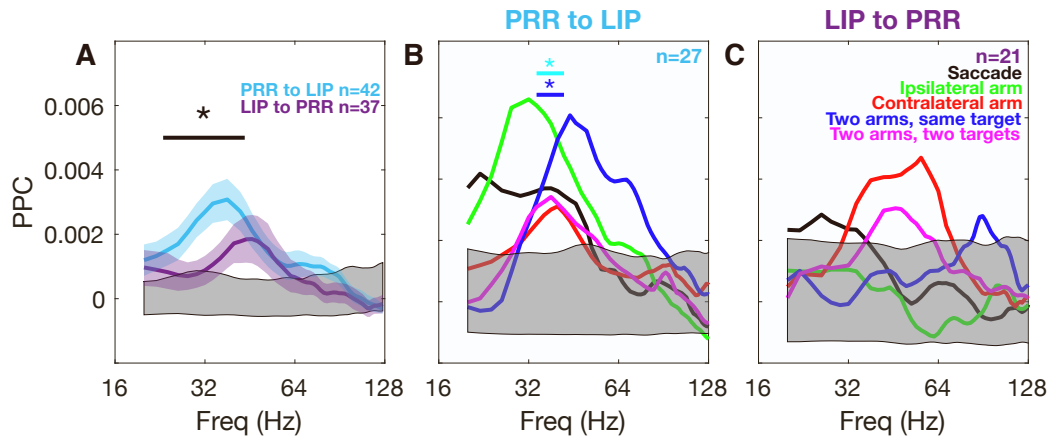 PRR to LIP
LIP to PRR
A
B
C
PRR to LIP n=42
LIP to PRR n=37
*
n=27
*
*
n=21
Saccade
Ipsilateral arm
Contralateral arm
Two arms, same target
Two arms, two targets
PPC
0.006
0.004
0.002
0
16
32
64
128
16
32
64
128
16
32
64
128
Freq (Hz)
Freq (Hz)
Freq (Hz)